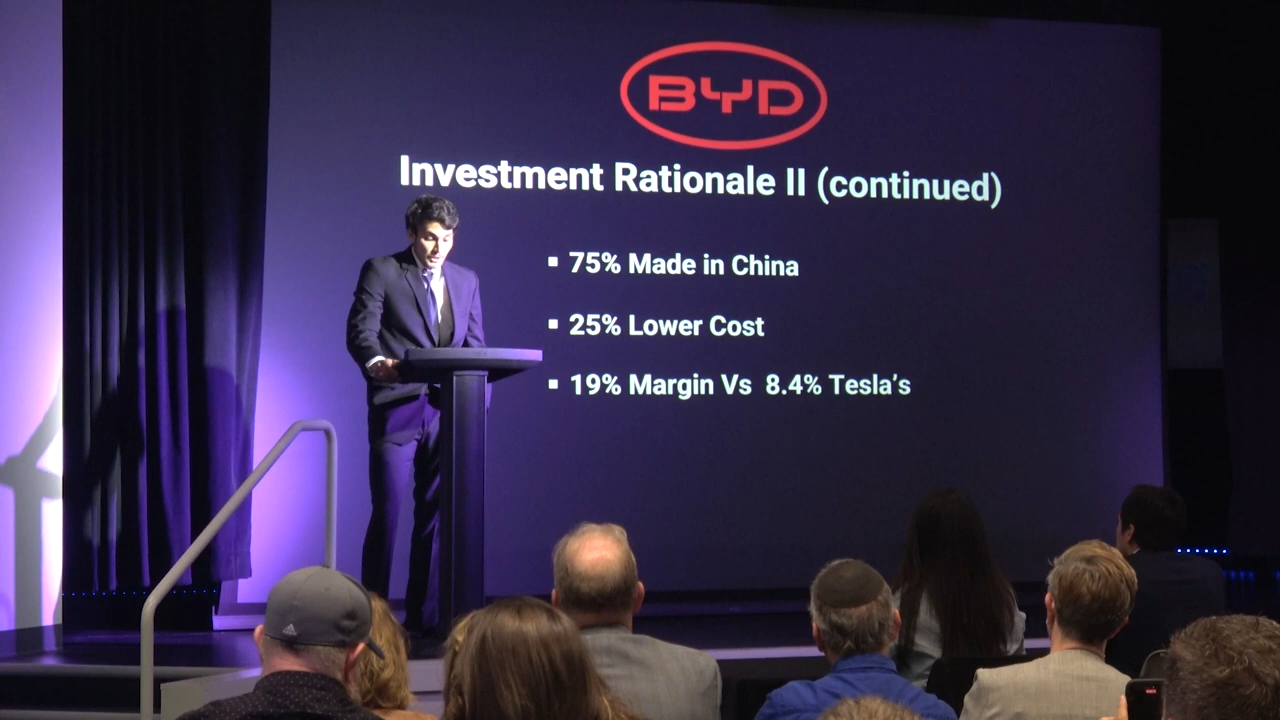 BYD
Investment Rationale II (continued)
▪ 75% Made in China
▪ 25% Lower Cost
▪ 19% Margin Vs 8.4% Tesla's